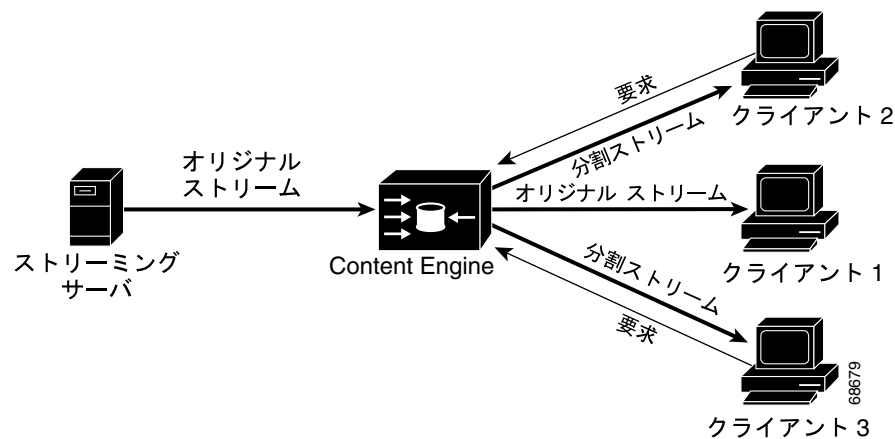 オリジナル
ストリーム
ストリーミング
サーバ
Content Engine
要求
分割ストリーム
クライアント 2
オリジナル ストリーム
クライアント 1
分割ストリーム
要求
クライアント 3
68679